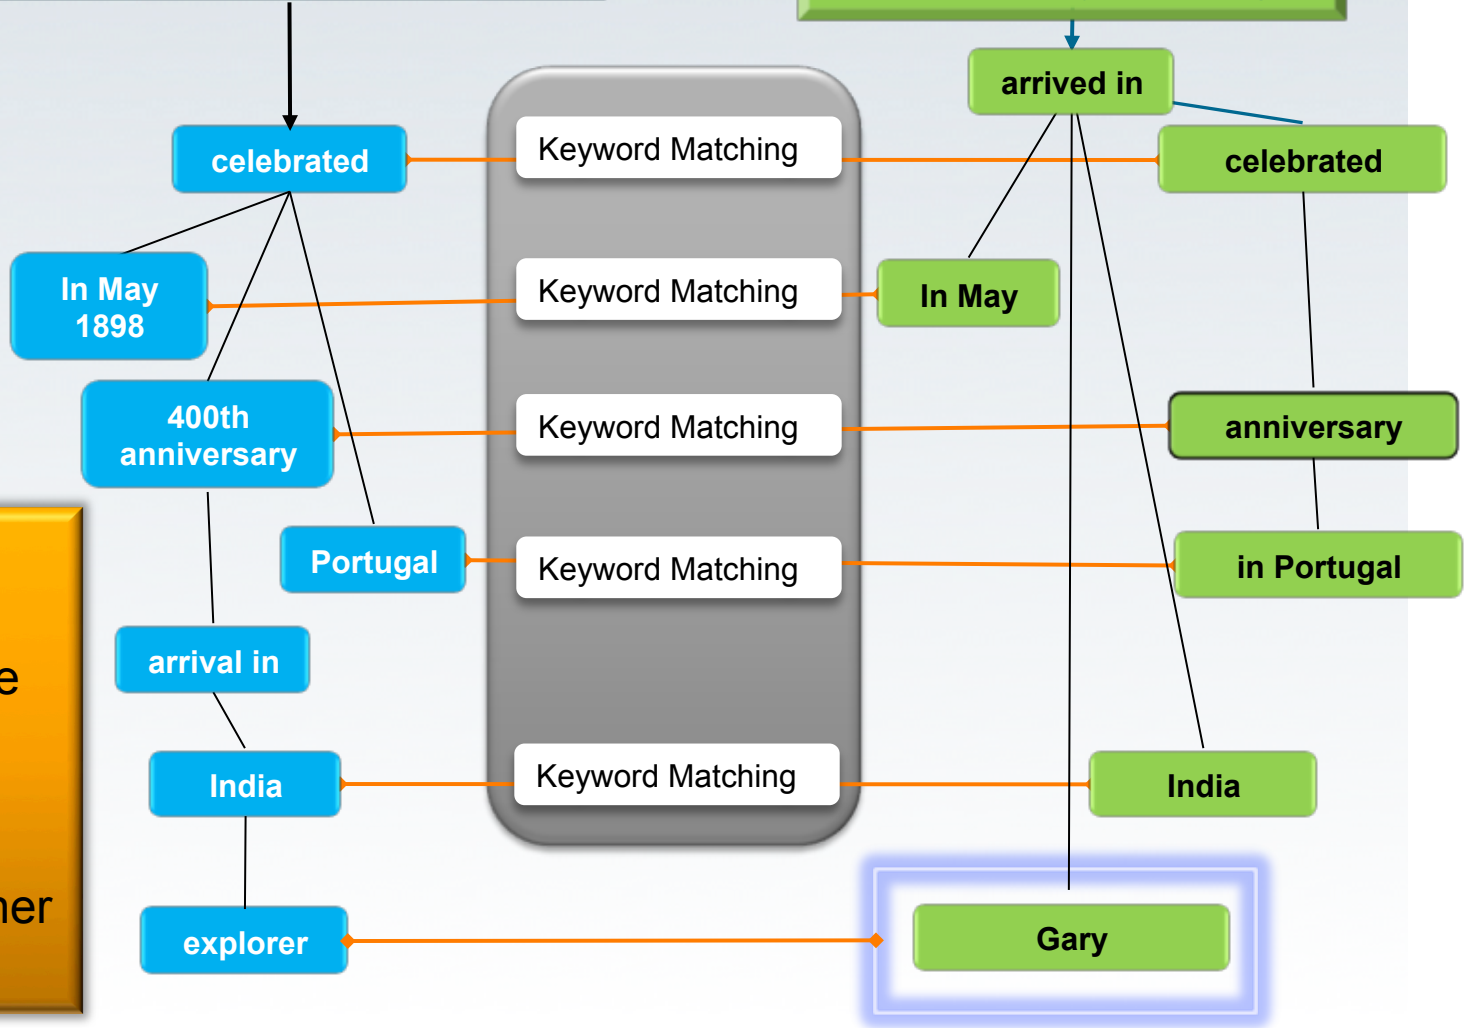 arrived in
celebrated
Keyword Matching
celebrated
In May
1898
Keyword Matching
In May
400th
anniversary
Keyword Matching
anniversary
Portugal
Keyword Matching
in Portugal
arrival in
India
Keyword Matching
India
explorer
Gary